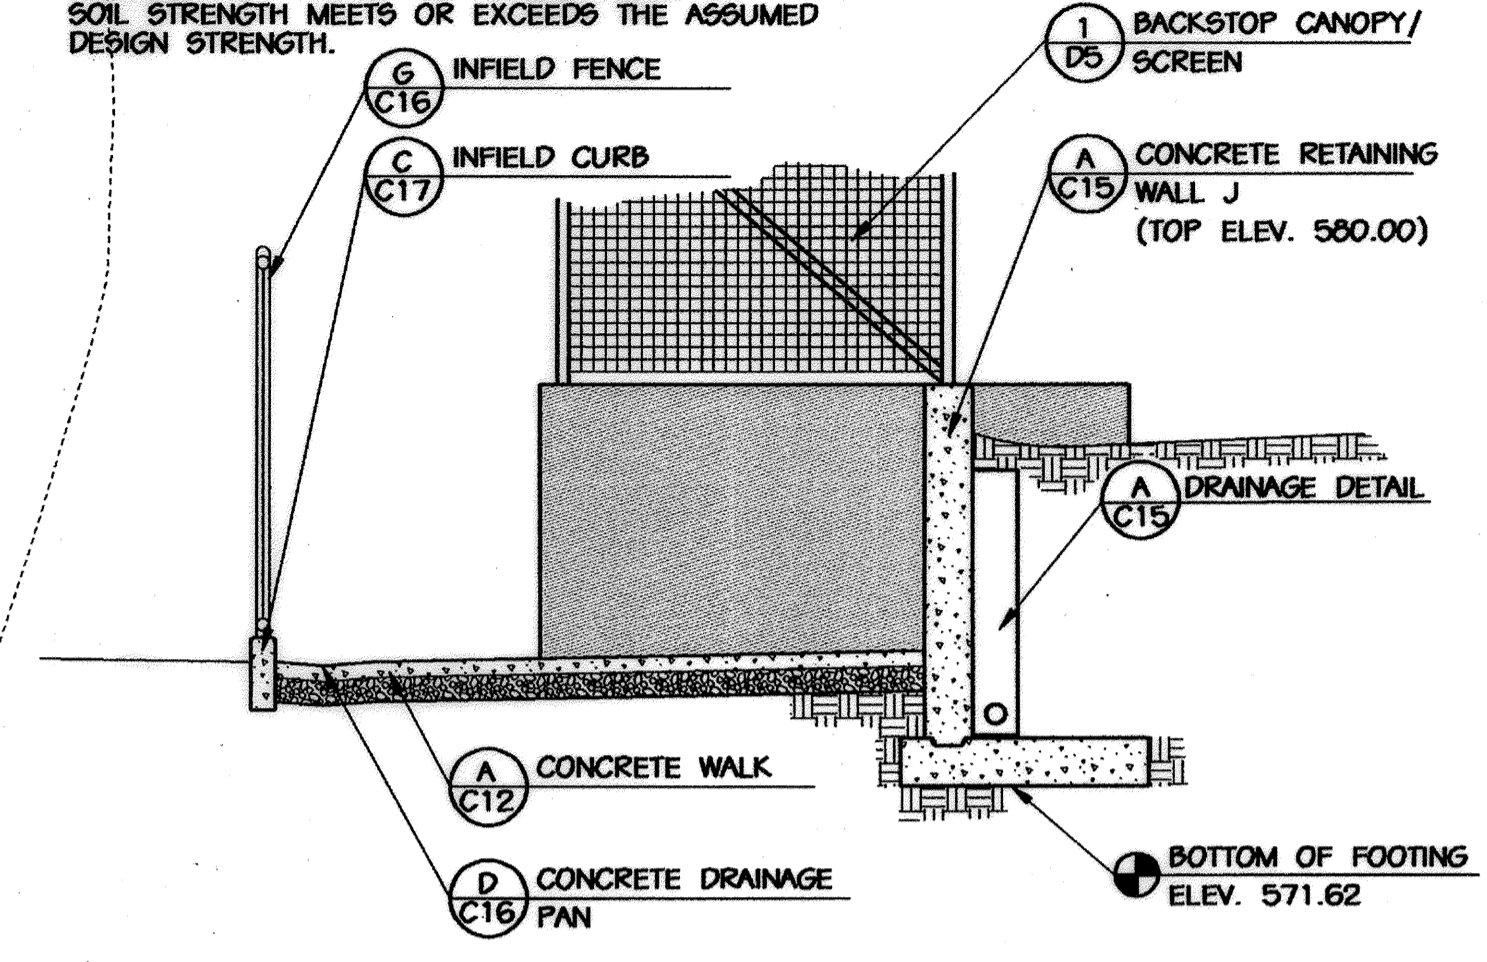 SOIL STRENGTH MEETS OR EXCEEDS THE ASSUMED
DESIGN STRENGTH.
G
C16
INFIELD FENCE
C
C17
INFIELD CURB
1
D5
BACKSTOP CANOPY/
SCREEN
A
C15
CONCRETE RETAINING
WALL J
(TOP ELEV. 580.00)
A
C15
DRAINAGE DETAIL
A
C12
CONCRETE WALK
D
C16
CONCRETE DRAINAGE
PAN
BOTTOM OF FOOTING
ELEV. 571.62